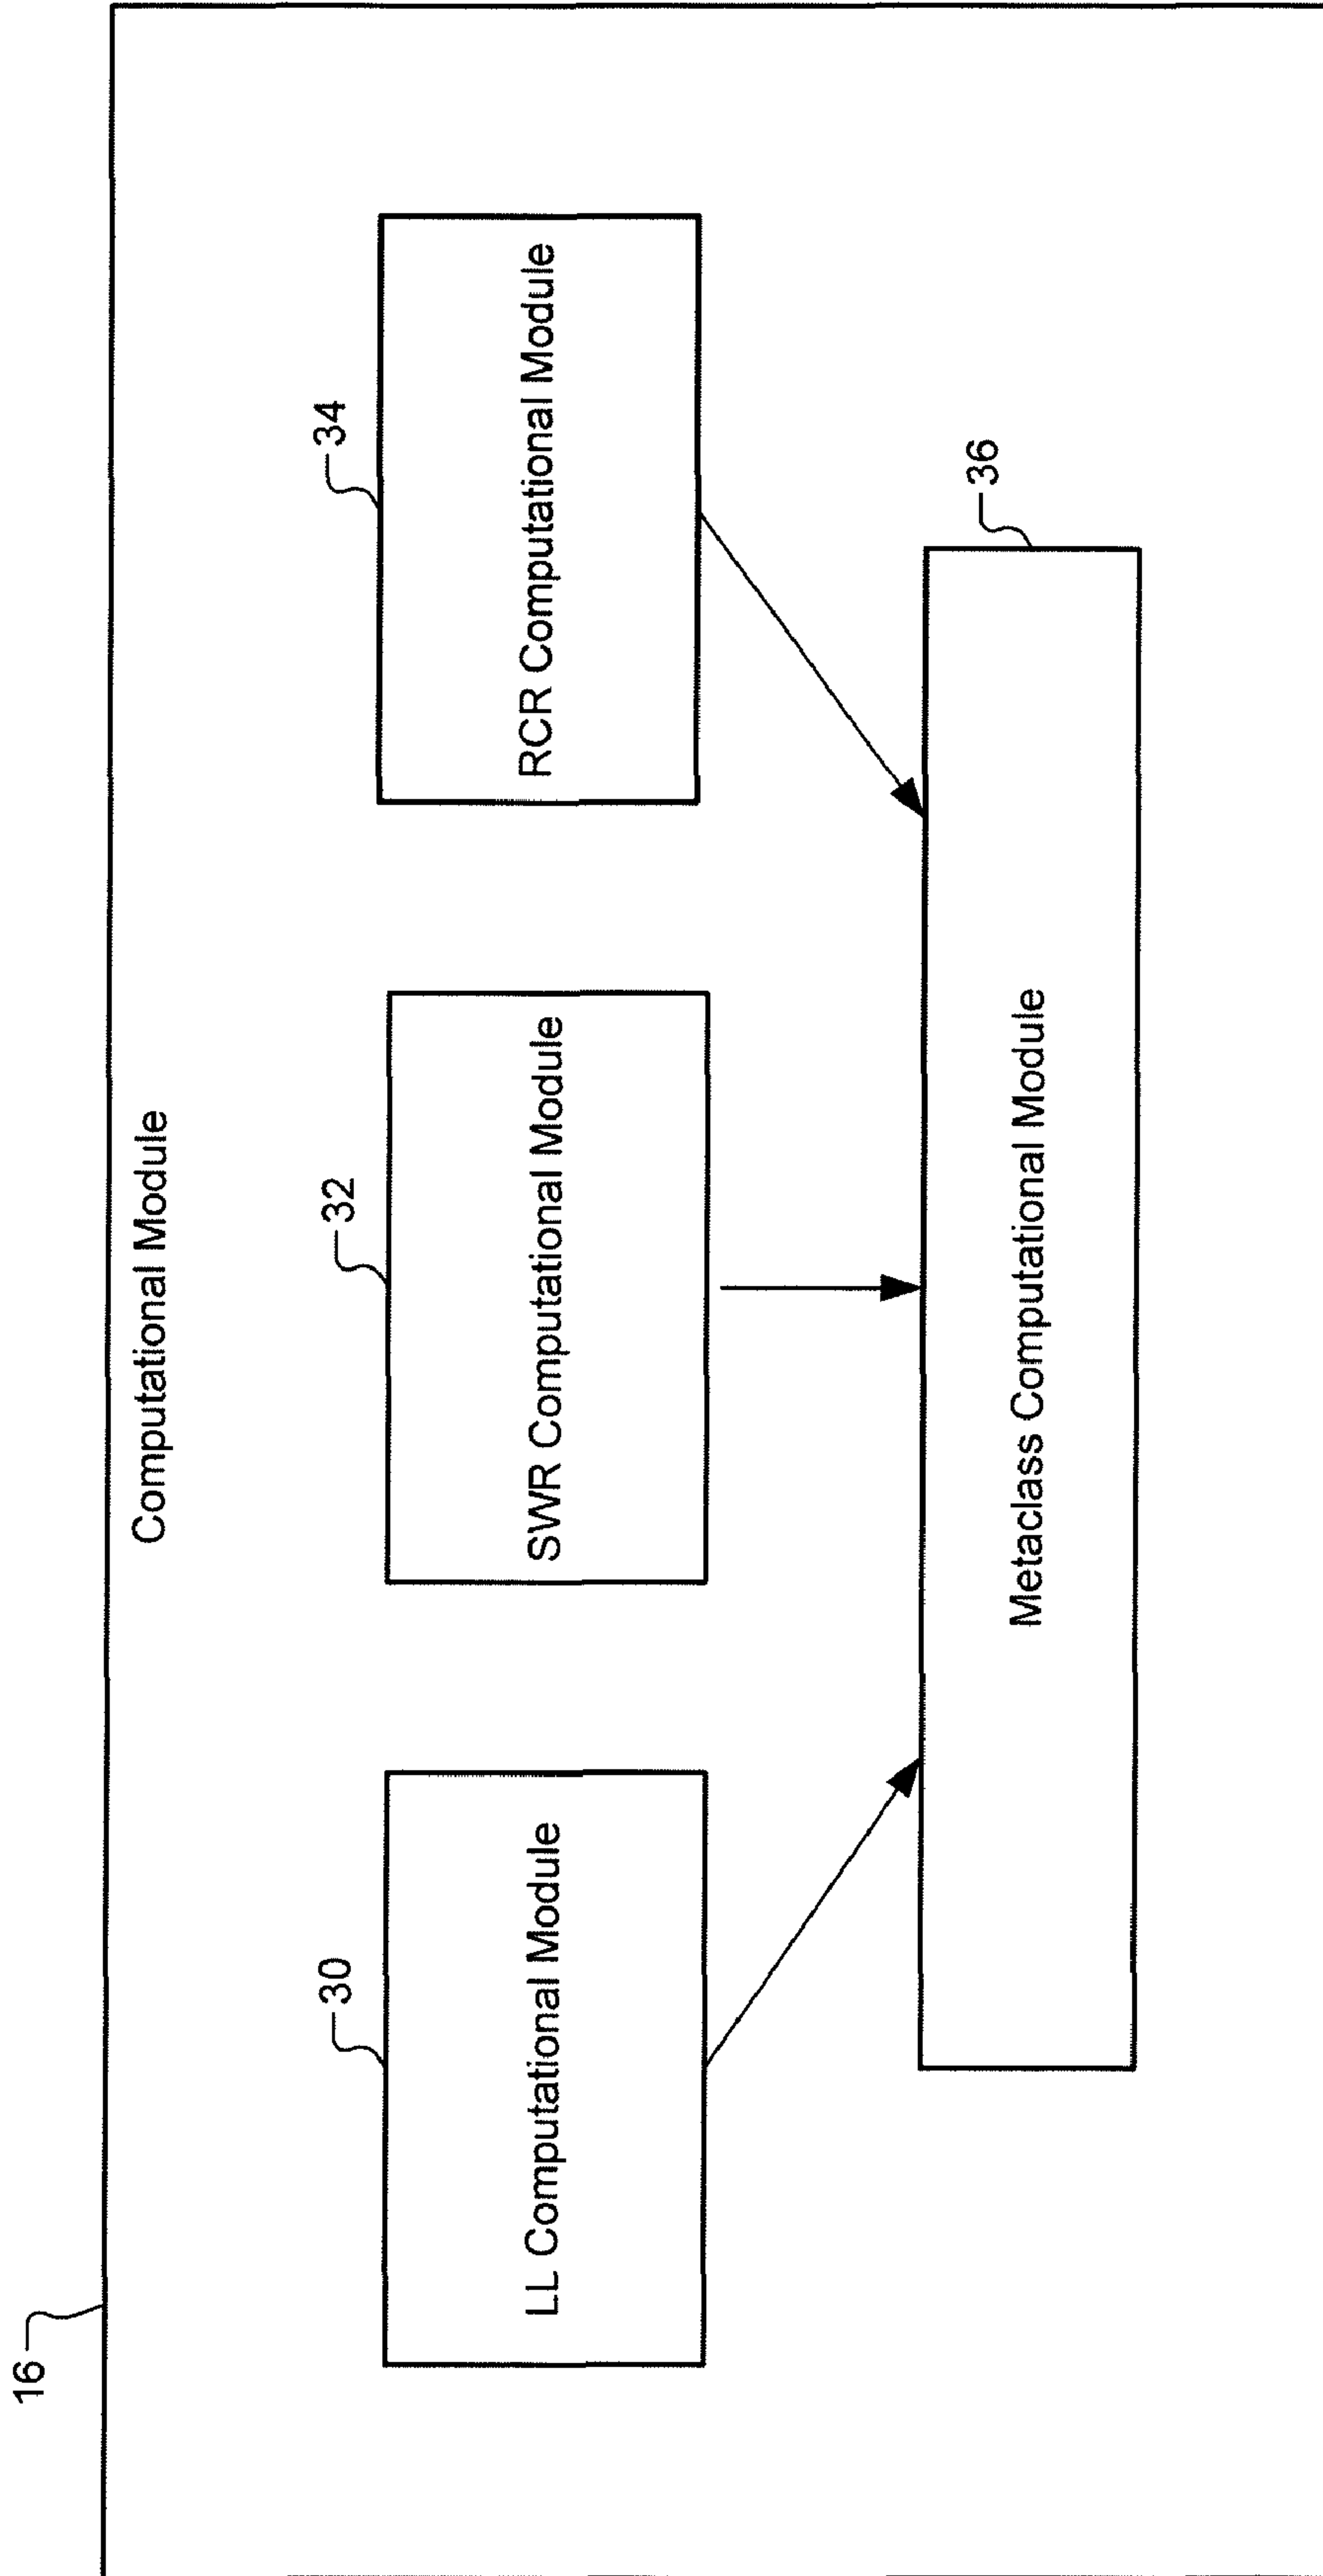 16
Computational Module
30
LL Computational Module
32
SWR Computational Module
34
RCR Computational Module
36
Metaclass Computational Module